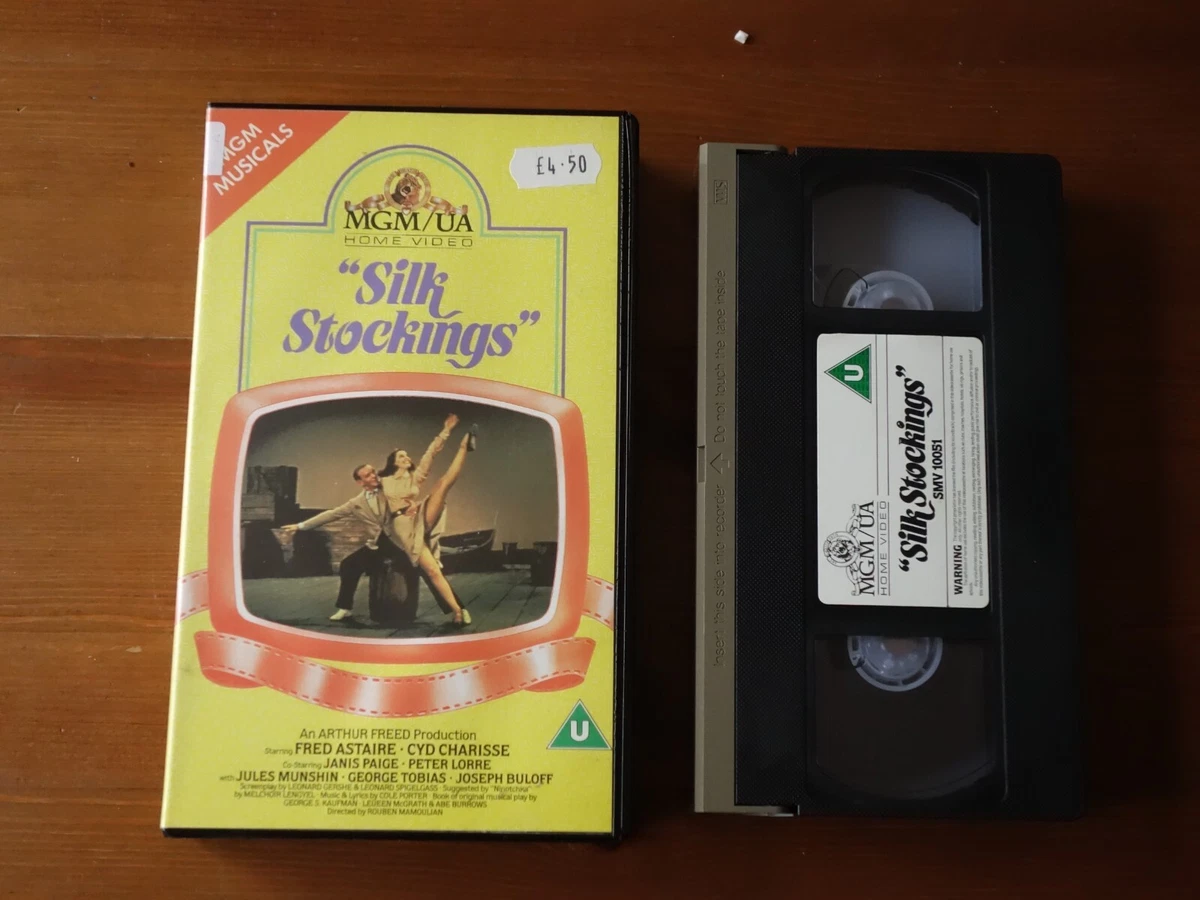 MGM
MUSICALS
£4·50
MGM/UA
HOME VIDEO
"Silk
Stockings"
An ARTHUR FREED Production
Starring FRED ASTAIRE · CYD CHARISSE
Co-Starring JANIS PAIGE · PETER LORRE
with JULES MUNSHIN · GEORGE TOBIAS · JOSEPH BULOFF
Screenplay by LEONARD GERSHE & LEONARD SPIGELGASS · Suggested by "Ninotchka"
by MELCHIOR LENGYEL · Music & Lyrics by COLE PORTER · Book of original musical play by
GEORGE S. KAUFMAN · LEUEEN McGRATH & ABE BURROWS
Directed by ROUBEN MAMOULIAN
U
VHS
Insert this side into recorder Do not touch the tape inside
U
MGM/UA
HOME VIDEO
"Silk Stockings"
SMV 10051
WARNING